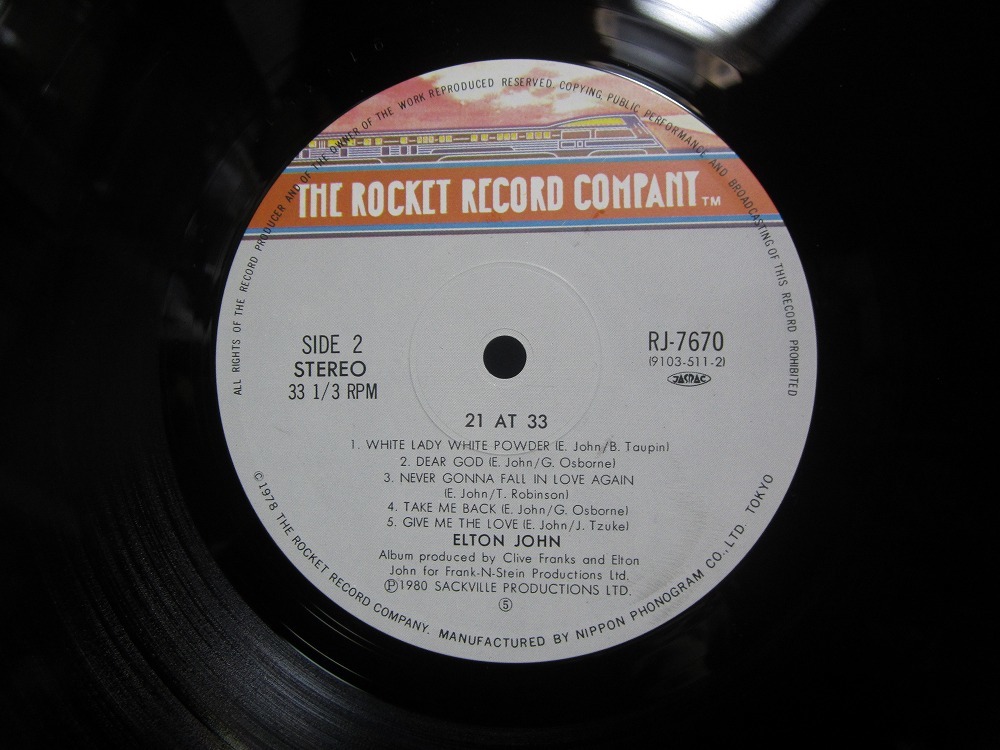 ALL RIGHTS OF THE RECORD PRODUCER AND OF THE OWNER OF THE WORK REPRODUCED RESERVED. COPYING, PUBLIC PERFORMANCE AND BROADCASTING OF THIS RECORD PROHIBITED
THE ROCKET RECORD COMPANY TM
SIDE 2
STEREO
33 1/3 RPM
RJ-7670
(9103-511-2)
JASRAC
21 AT 33
1. WHITE LADY WHITE POWDER (E. John/B. Taupin)
2. DEAR GOD (E. John/G. Osborne)
3. NEVER GONNA FALL IN LOVE AGAIN
(E. John/T. Robinson)
4. TAKE ME BACK (E. John/G. Osborne)
5. GIVE ME THE LOVE (E. John/J. Tzuke)
ELTON JOHN
Album produced by Clive Franks and Elton
John for Frank-N-Stein Productions Ltd.
Ⓟ1980 SACKVILLE PRODUCTIONS LTD.
⑤
©1978 THE ROCKET RECORD COMPANY. MANUFACTURED BY NIPPON PHONOGRAM CO., LTD. TOKYO